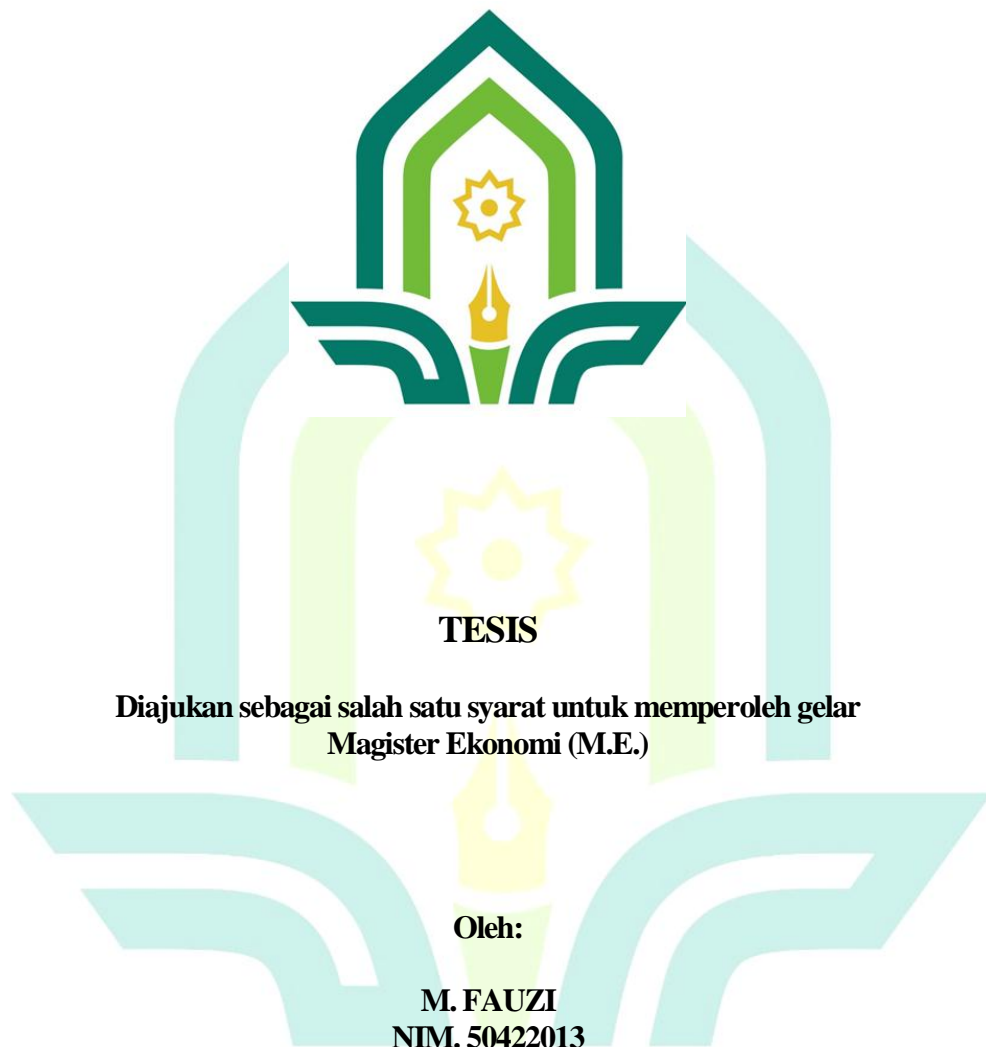 TESIS
Diajukan sebagai salah satu syarat untuk memperoleh gelar
Magister Ekonomi (M.E.)
Oleh:
M. FAUZI
NIM. 50422013